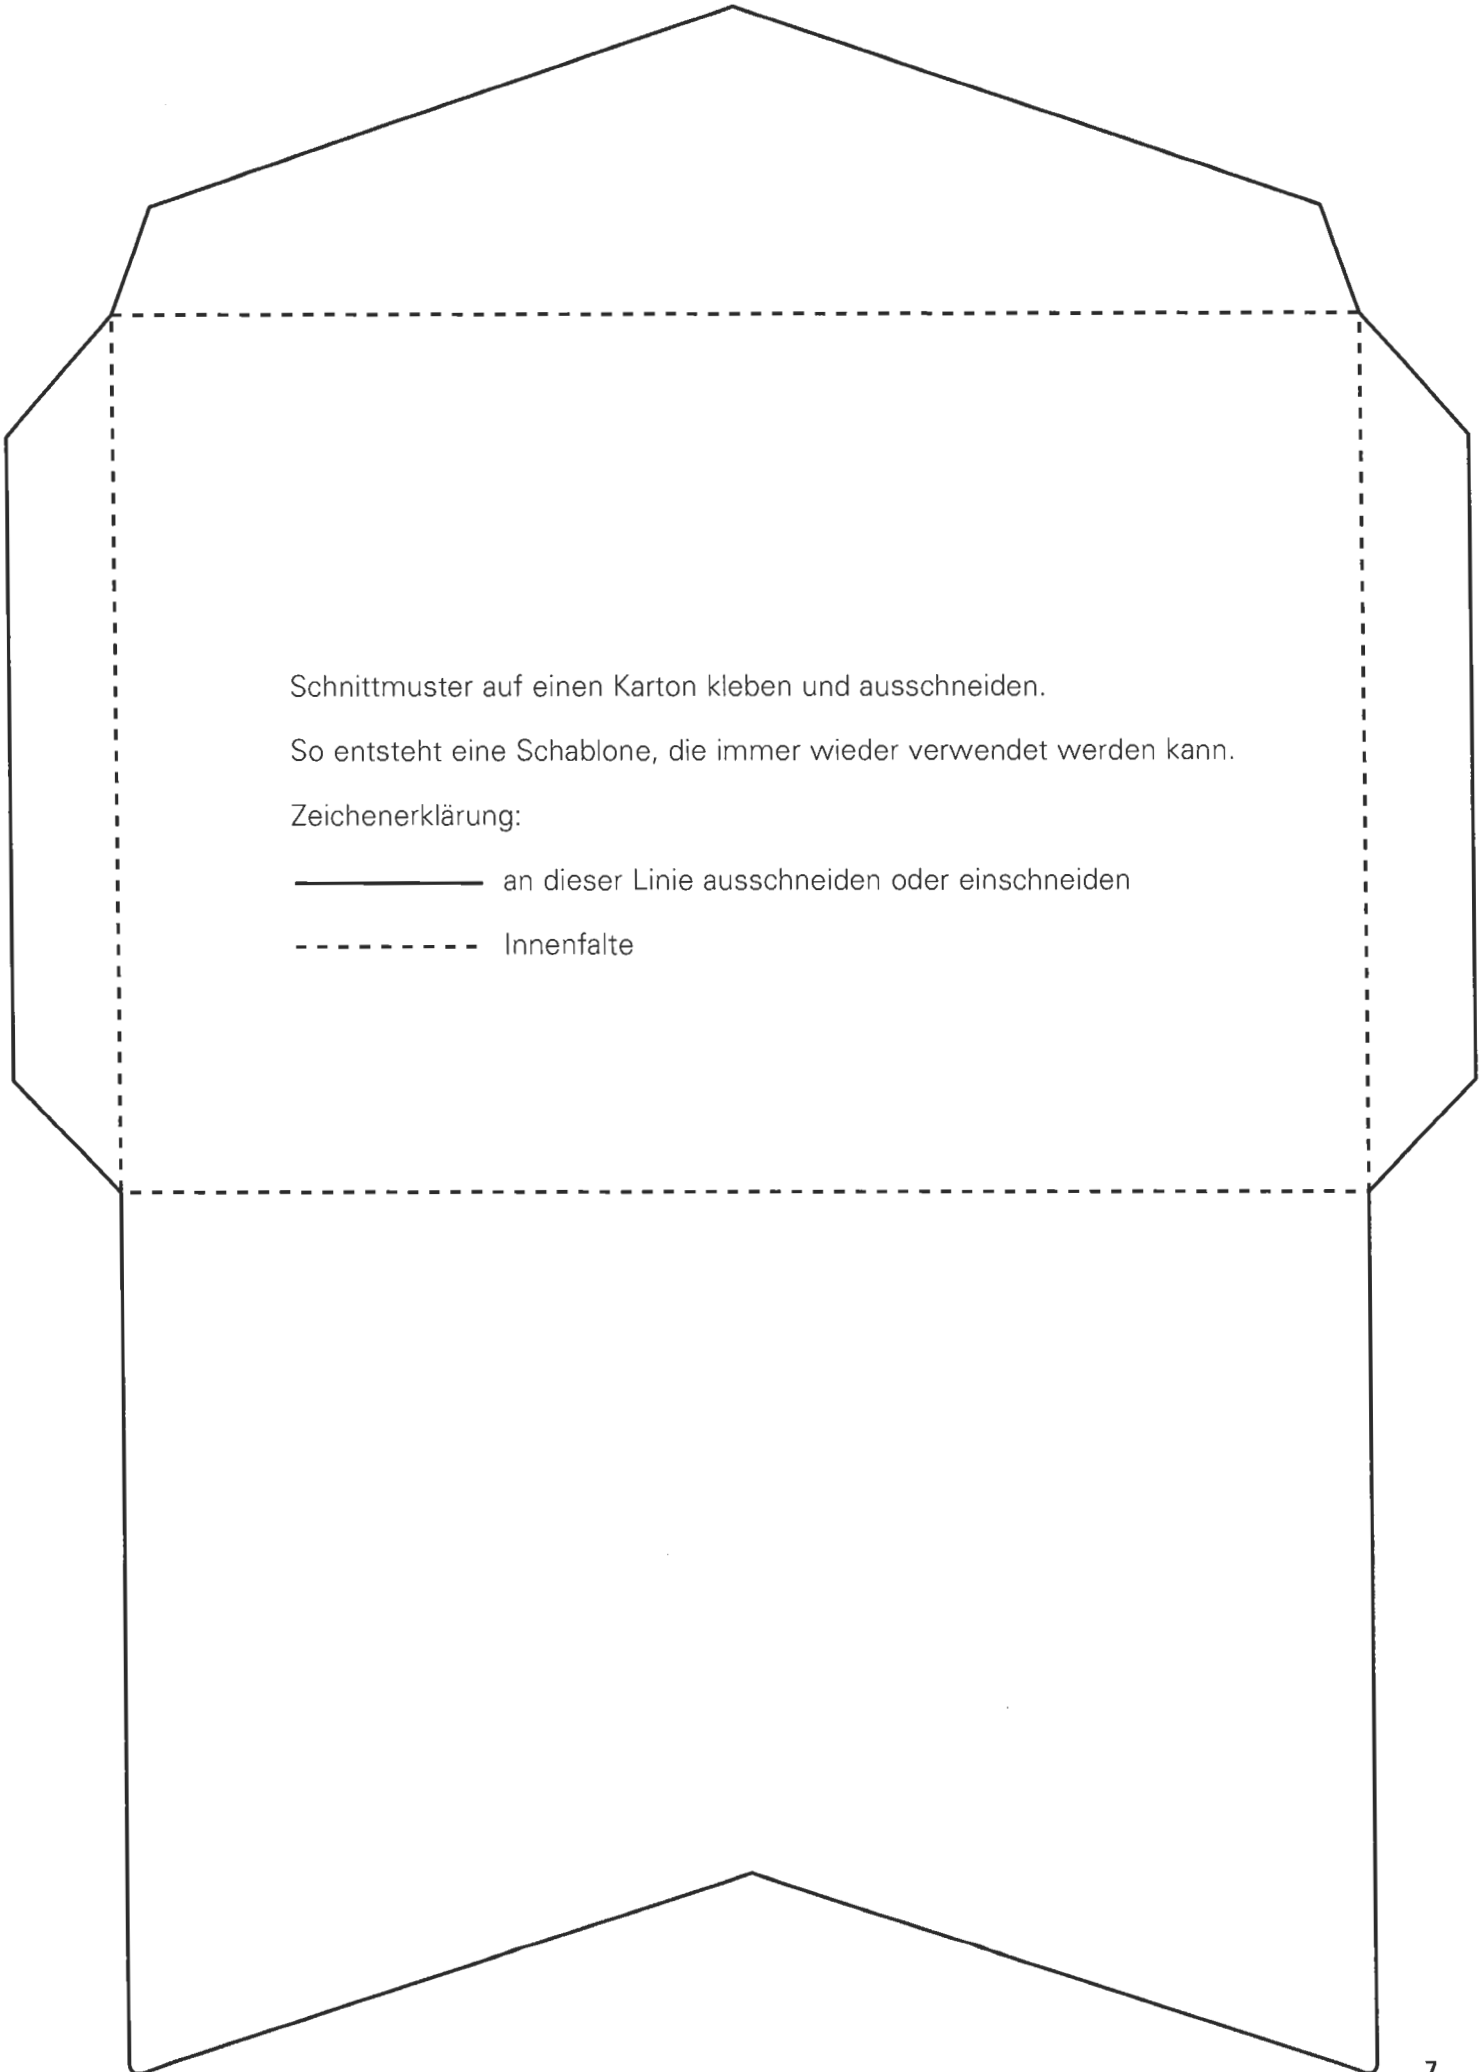 Schnittmuster auf einen Karton kleben und ausschneiden.
So entsteht eine Schablone, die immer wieder verwendet werden kann.
Zeichenerklärung:
an dieser Linie ausschneiden oder einschneiden
Innenfalte
7